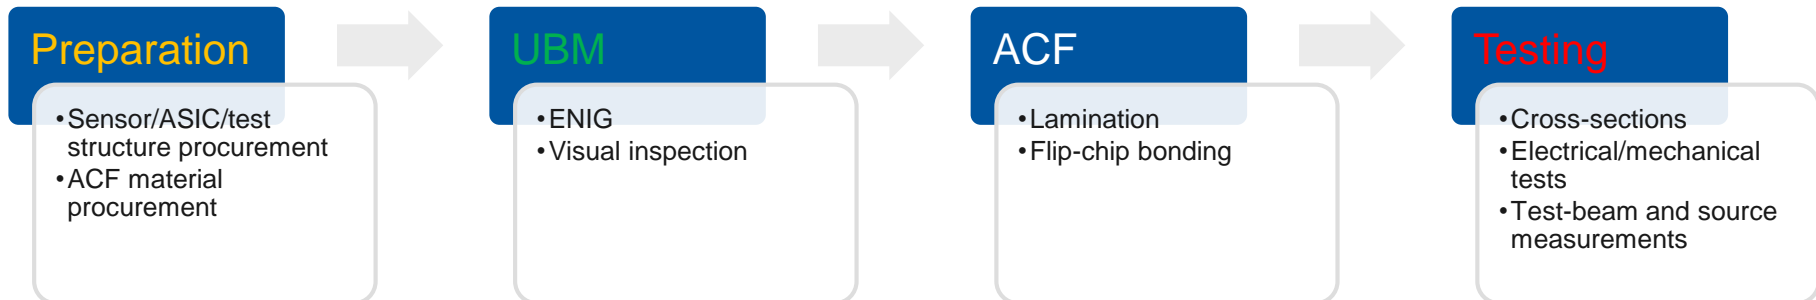 Preparation
•Sensor/ASIC/test
structure procurement
•ACF material
procurement
UBM
•ENIG
•Visual inspection
ACF
•Lamination
•Flip-chip bonding
Testing
•Cross-sections
•Electrical/mechanical
tests
•Test-beam and source
measurements